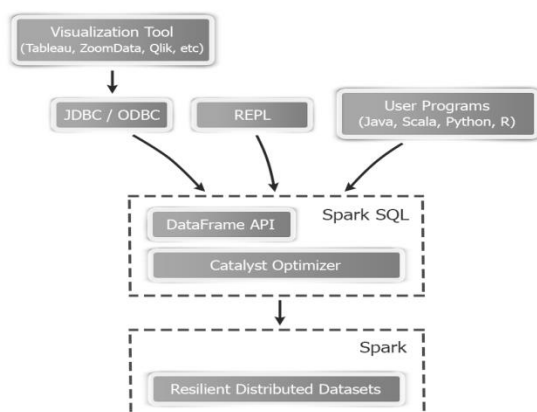 Visualization Tool
(Tableau, ZoomData, Qlik, etc)
JDBC / ODBC
REPL
User Programs
(Java, Scala, Python, R)
Spark SQL
DataFrame API
Catalyst Optimizer
Spark
Resilient Distributed Datasets